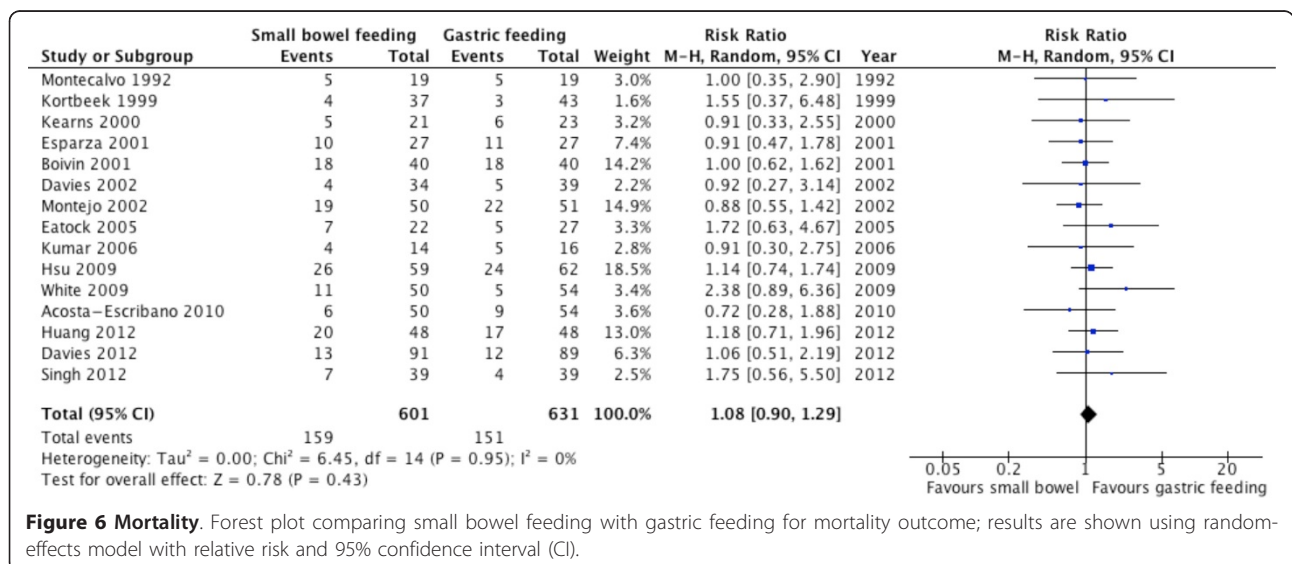 Small bowel feeding Gastric feeding Risk Ratio Risk Ratio
Study or Subgroup Events Total Events Total Weight M-H, Random, 95% CI Year M-H, Random, 95% CI
Montecalvo 1992 5 19 5 19 3.0% 1.00 [0.35, 2.90] 1992
Kortbeek 1999 4 37 3 43 1.6% 1.55 [0.37, 6.48] 1999
Kearns 2000 5 21 6 23 3.2% 0.91 [0.33, 2.55] 2000
Esparza 2001 10 27 11 27 7.4% 0.91 [0.47, 1.78] 2001
Boivin 2001 18 40 18 40 14.2% 1.00 [0.62, 1.62] 2001
Davies 2002 4 34 5 39 2.2% 0.92 [0.27, 3.14] 2002
Montejo 2002 19 50 22 51 14.9% 0.88 [0.55, 1.42] 2002
Eatock 2005 7 22 5 27 3.3% 1.72 [0.63, 4.67] 2005
Kumar 2006 4 14 5 16 2.8% 0.91 [0.30, 2.75] 2006
Hsu 2009 26 59 24 62 18.5% 1.14 [0.74, 1.74] 2009
White 2009 11 50 5 54 3.4% 2.38 [0.89, 6.36] 2009
Acosta-Escribano 2010 6 50 9 54 3.6% 0.72 [0.28, 1.88] 2010
Huang 2012 20 48 17 48 13.0% 1.18 [0.71, 1.96] 2012
Davies 2012 13 91 12 89 6.3% 1.06 [0.51, 2.19] 2012
Singh 2012 7 39 4 39 2.5% 1.75 [0.56, 5.50] 2012
Total (95% CI) 601 631 100.0% 1.08 [0.90, 1.29]
Total events 159 151
Heterogeneity: Tau² = 0.00; Chi² = 6.45, df = 14 (P = 0.95); I² = 0%
Test for overall effect: Z = 0.78 (P = 0.43)
0.05 0.2 1 5 20
Favours small bowel Favours gastric feeding
Figure 6 Mortality. Forest plot comparing small bowel feeding with gastric feeding for mortality outcome; results are shown using random-
effects model with relative risk and 95% confidence interval (CI).